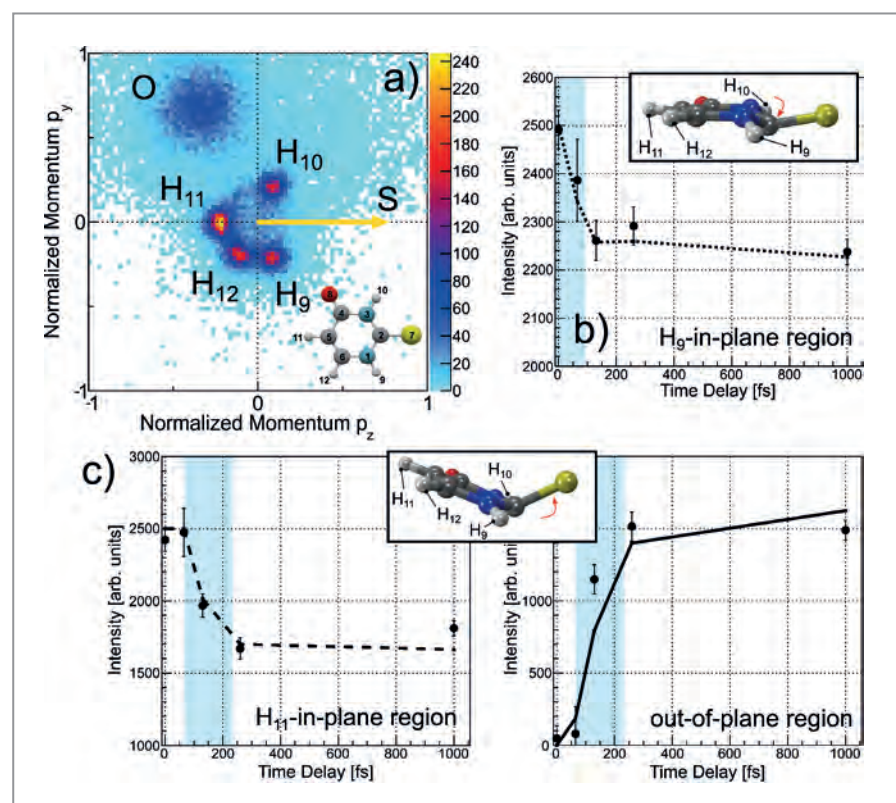 a)
O
H10
H11
S
H12
H9
1
0
-1
-1
0
1
Normalized Momentum py
Normalized Momentum pz
240
220
200
180
160
140
120
100
80
60
40
20
0
8
10
4
3
11
5
2
7
6
1
12
9
b)
2600
2500
2400
2300
2200
2100
2000
Intensity [arb. units]
H10
H11
H12
H9
H9-in-plane region
0
200
400
600
800
1000
Time Delay [fs]
c)
3000
2500
2000
1500
1000
Intensity [arb. units]
H11-in-plane region
0
200
400
600
800
1000
Time Delay [fs]
H10
H11
H12
H9
1000
500
0
Intensity [arb. units]
out-of-plane region
0
200
400
600
800
1000
Time Delay [fs]